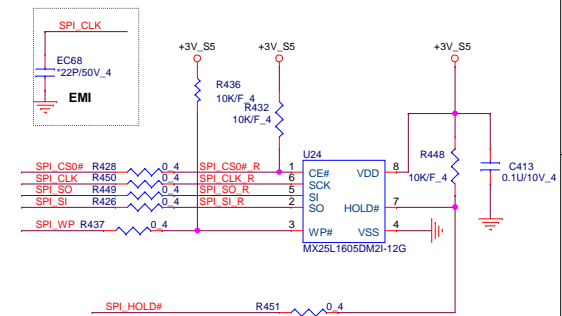 SPI_CLK
EC68
*22P/50V_4
EMI
+3V_S5
+3V_S5
+3V_S5
R436
10K/F_4
R432
10K/F_4
U24
SPI_CS0# R428 0_4 SPI_CS0#_R 1 CE# VDD 8
SPI_CLK R450 0_4 SPI_CLK_R 6 SCK
SPI_SO R449 0_4 SPI_SO_R 5 SI
SPI_SI R426 0_4 SPI_SI_R 2 SO HOLD# 7
SPI_WP R437 0_4 3 WP# VSS 4
MX25L1605DM2I-12G
R448
10K/F_4
C413
0.1U/10V_4
SPI_HOLD# R451 0_4